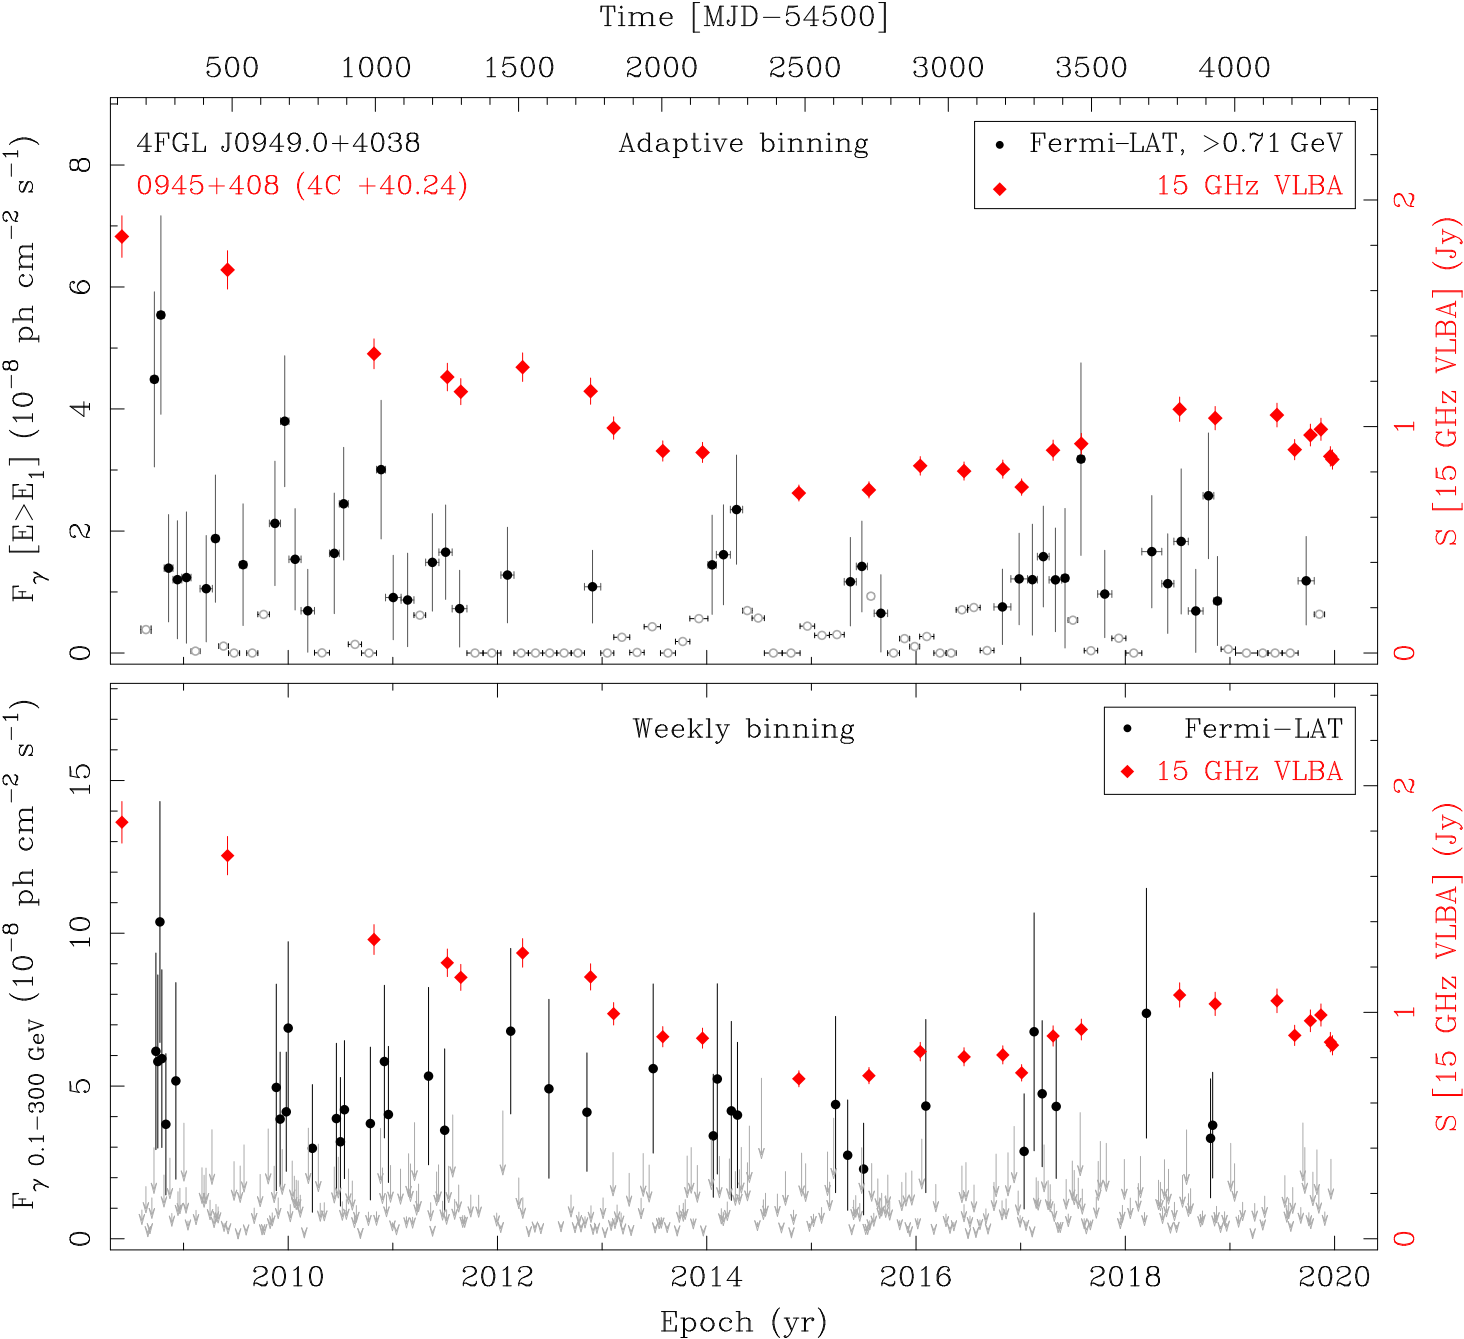 Time [MJD−54500]
500 1000 1500 2000 2500 3000 3500 4000
4FGL J0949.0+4038
0945+408 (4C +40.24)
Adaptive binning
Fermi−LAT, >0.71 GeV
15 GHz VLBA
F_γ [E>E_1] (10^−8 ph cm^−2 s^−1)
8
6
4
2
0
S [15 GHz VLBA] (Jy)
2
1
0
Weekly binning
Fermi−LAT
15 GHz VLBA
F_γ 0.1−300 GeV (10^−8 ph cm^−2 s^−1)
15
10
5
0
S [15 GHz VLBA] (Jy)
2
1
0
2010 2012 2014 2016 2018 2020
Epoch (yr)